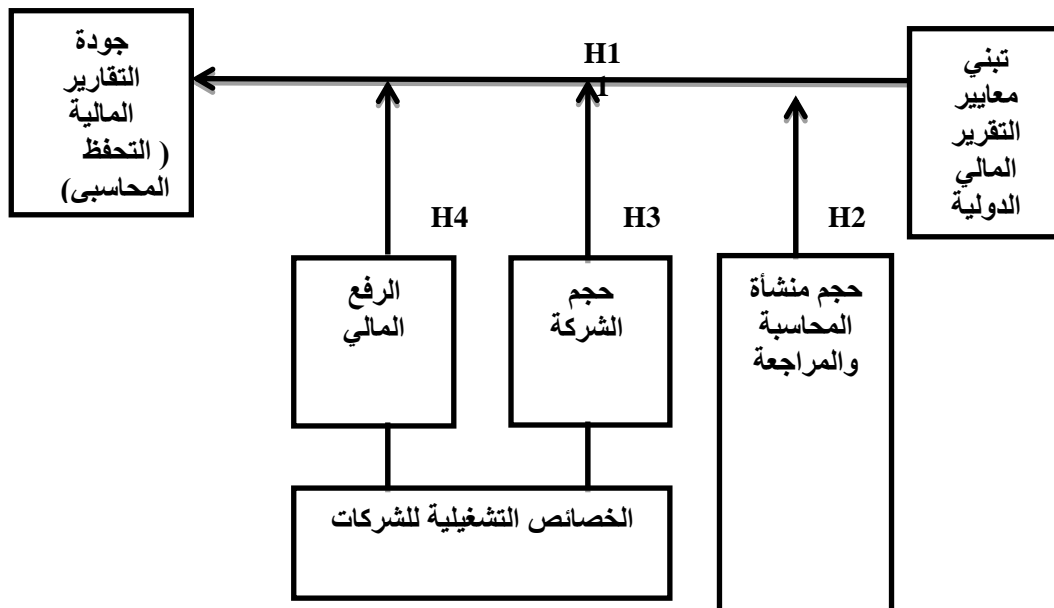 تبني
معايير
التقرير
المالي
الدولية
H1
1
جودة
التقارير
المالية
( التحفظ
المحاسبى)
H2
H3
H4
حجم منشأة
المحاسبة
والمراجعة
حجم
الشركة
الرفع
المالي
الخصائص التشغيلية للشركات